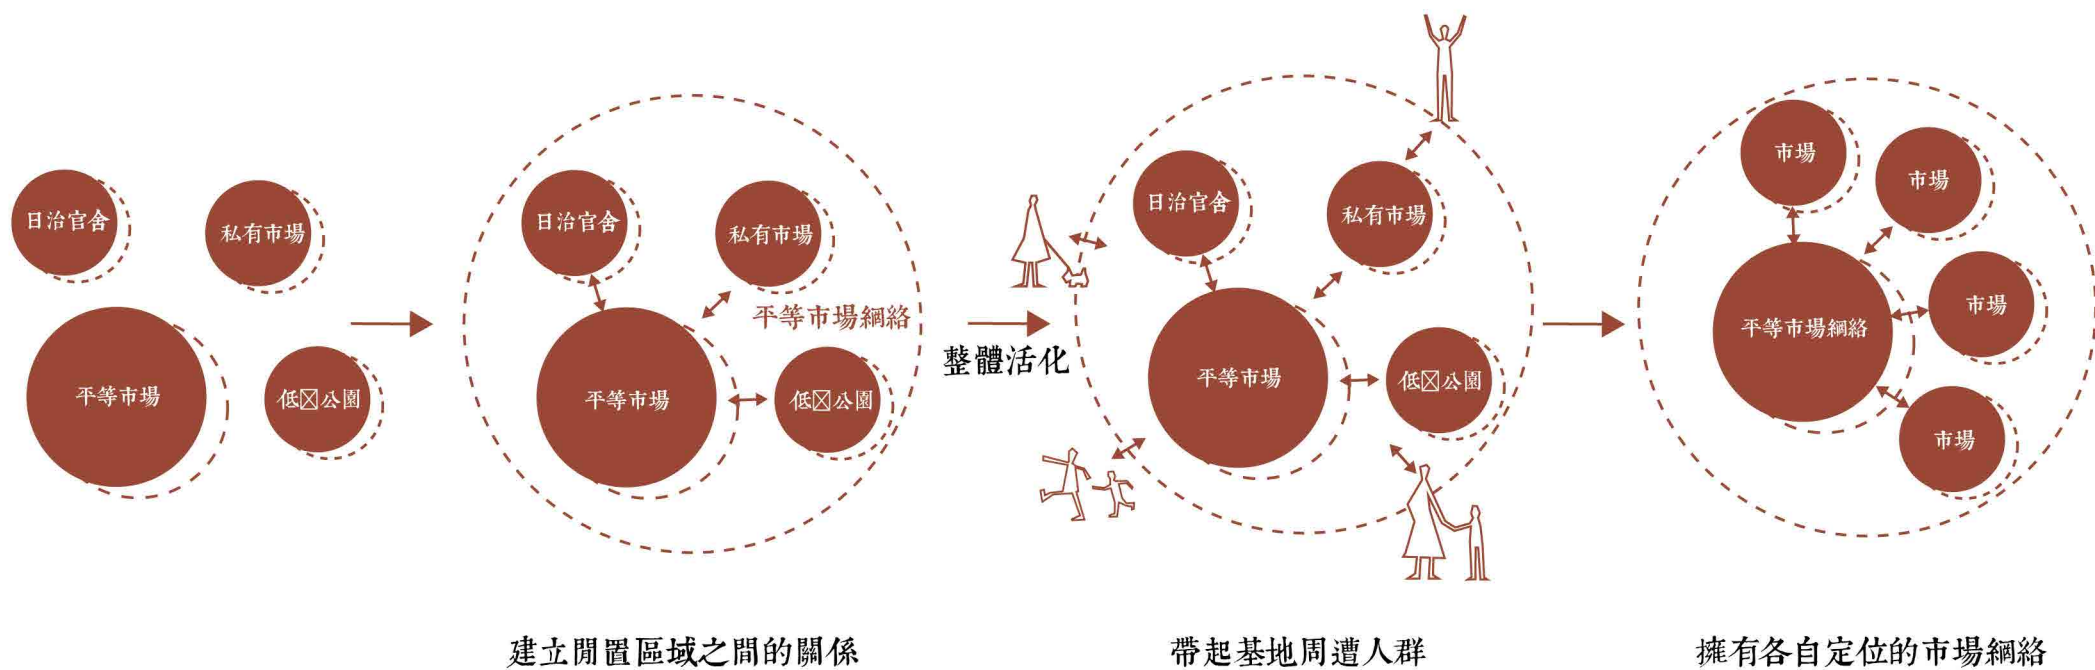 日治官舍
私有市場
平等市場
低☒公園
日治官舍
私有市場
平等市場網絡
平等市場
低☒公園
整體活化
日治官舍
私有市場
平等市場
低☒公園
市場
市場
市場
平等市場網絡
市場
建立閒置區域之間的關係
帶起基地周遭人群
擁有各自定位的市場網絡